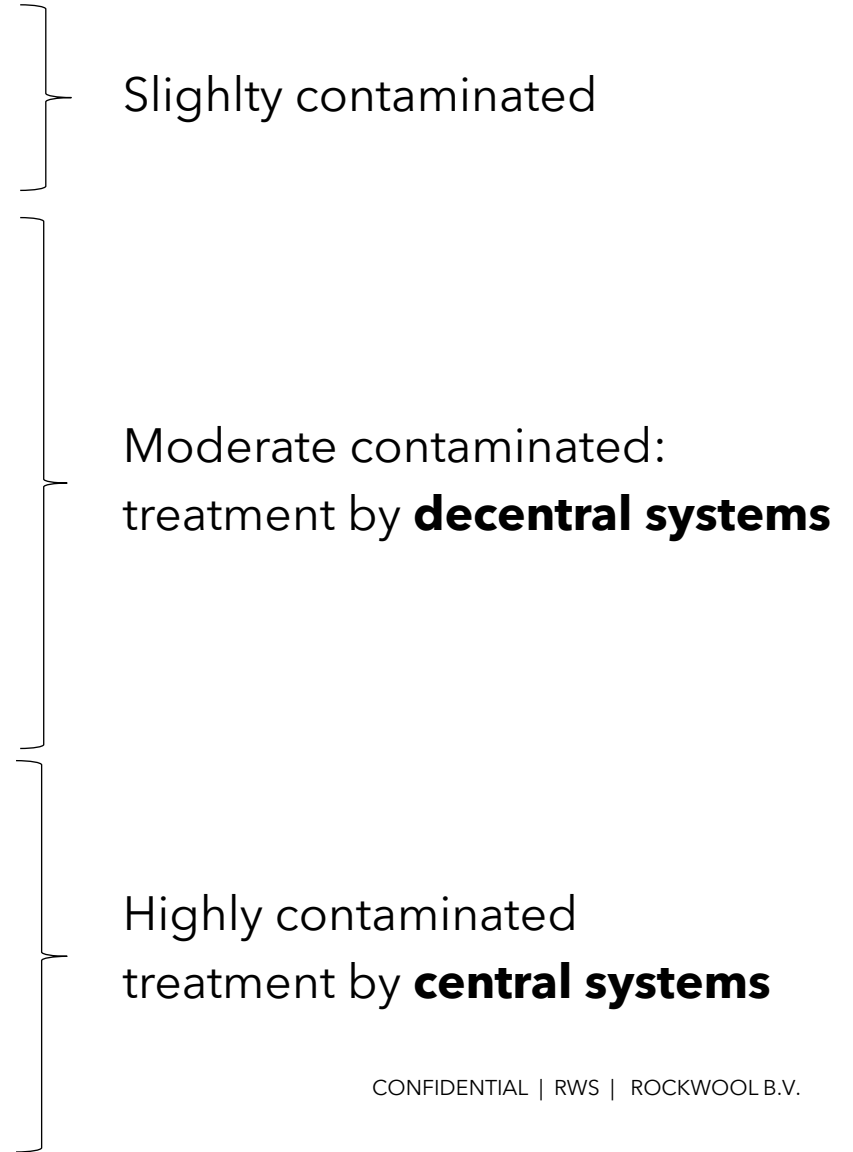 Slighlty contaminated
Moderate contaminated:
treatment by decentral systems
Highly contaminated
treatment by central systems
CONFIDENTIAL | RWS | ROCKWOOL B.V.